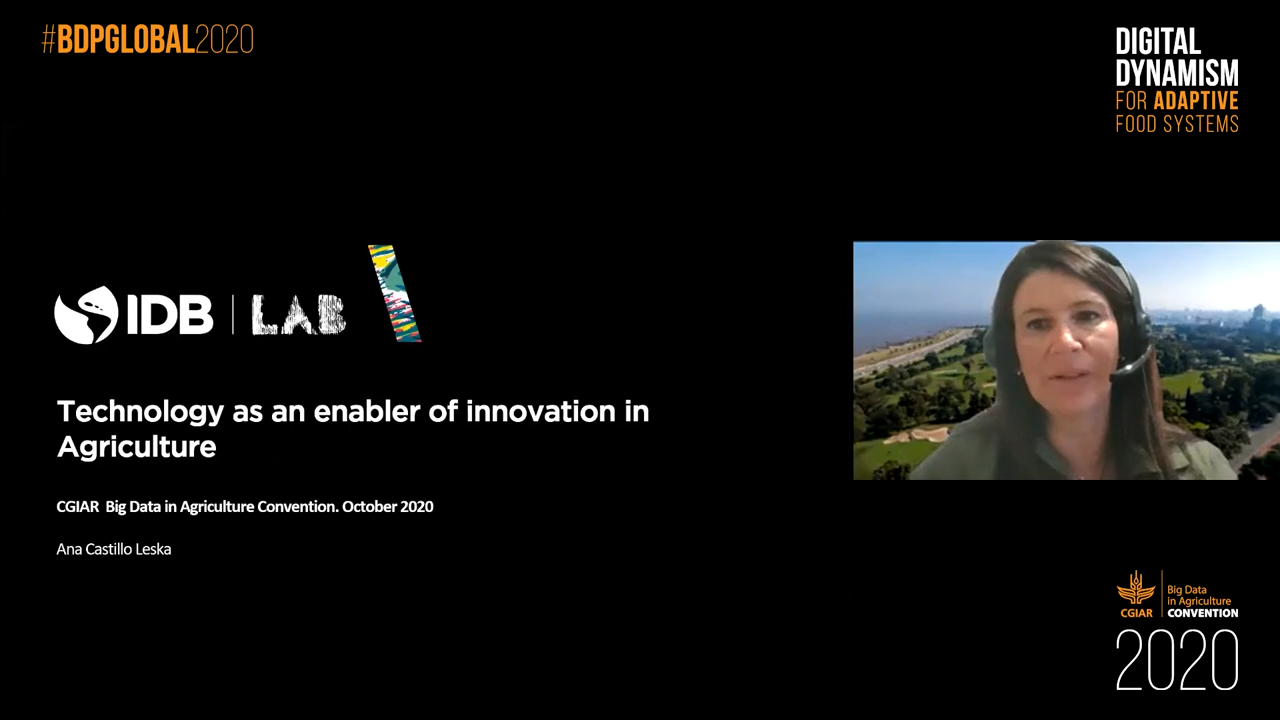 #BDPGLOBAL2020
DIGITAL
DYNAMISM
FOR ADAPTIVE
FOOD SYSTEMS
IDB | LAB
Technology as an enabler of innovation in
Agriculture
CGIAR Big Data in Agriculture Convention. October 2020
Ana Castillo Leska
CGIAR
Big Data
in Agriculture
CONVENTION
2020